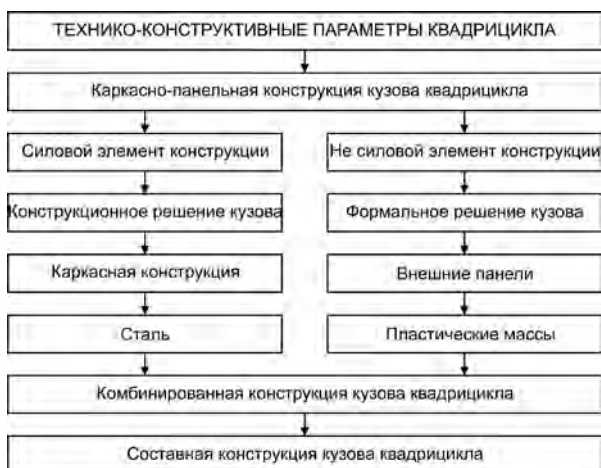 ТЕХНИКО-КОНСТРУКТИВНЫЕ ПАРАМЕТРЫ КВАДРИЦИКЛА
Каркасно-панельная конструкция кузова квадрицикла
Силовой элемент конструкции
Не силовой элемент конструкции
Конструкционное решение кузова
Формальное решение кузова
Каркасная конструкция
Внешние панели
Сталь
Пластические массы
Комбинированная конструкция кузова квадрицикла
Составная конструкция кузова квадрицикла